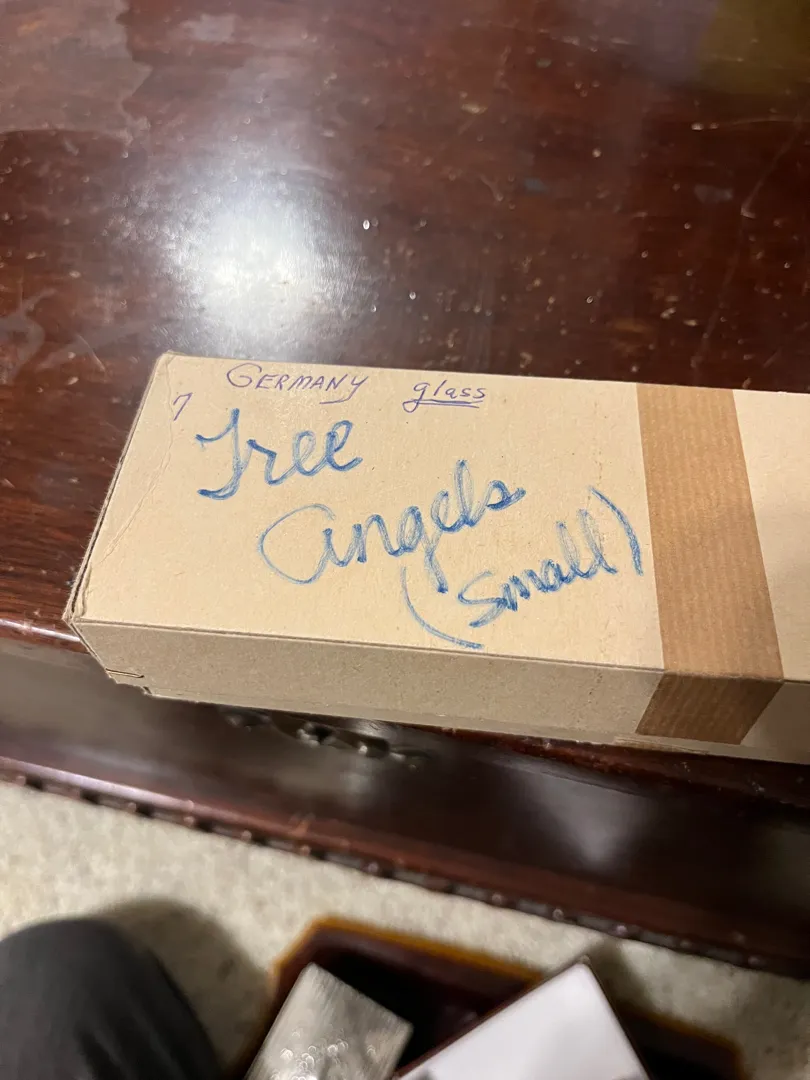 GERMANY glass
7
Tree
Angels
(Small)